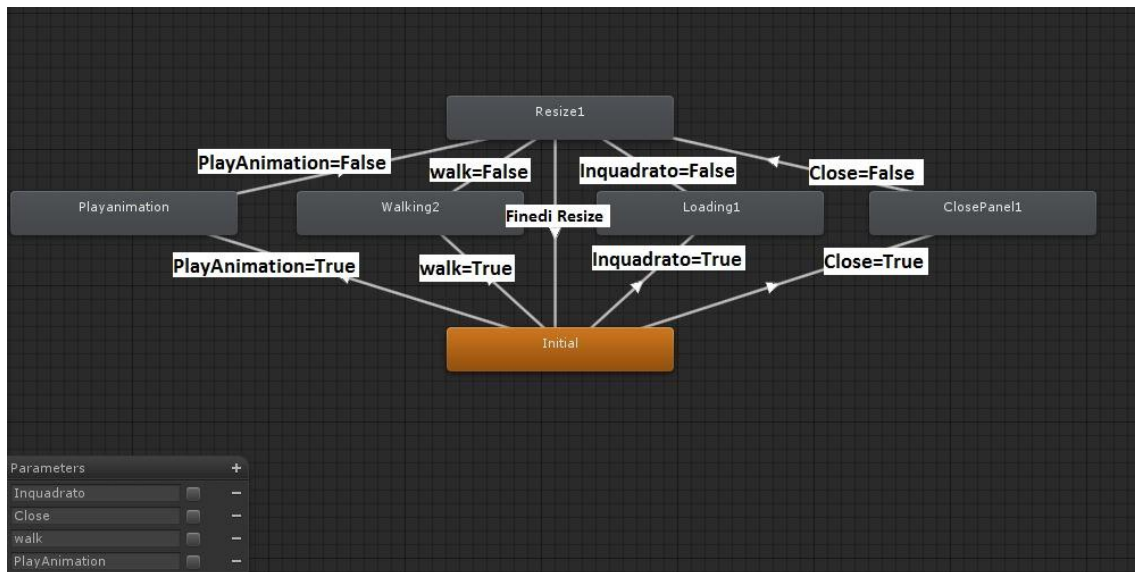 Resize1
PlayAnimation=False
walk=False
Inquadrato=False
Close=False
Playanimation
Walking2
Finedi Resize
Loading1
ClosePanel1
PlayAnimation=True
walk=True
Inquadrato=True
Close=True
Initial
Parameters
Inquadrato
Close
walk
PlayAnimation